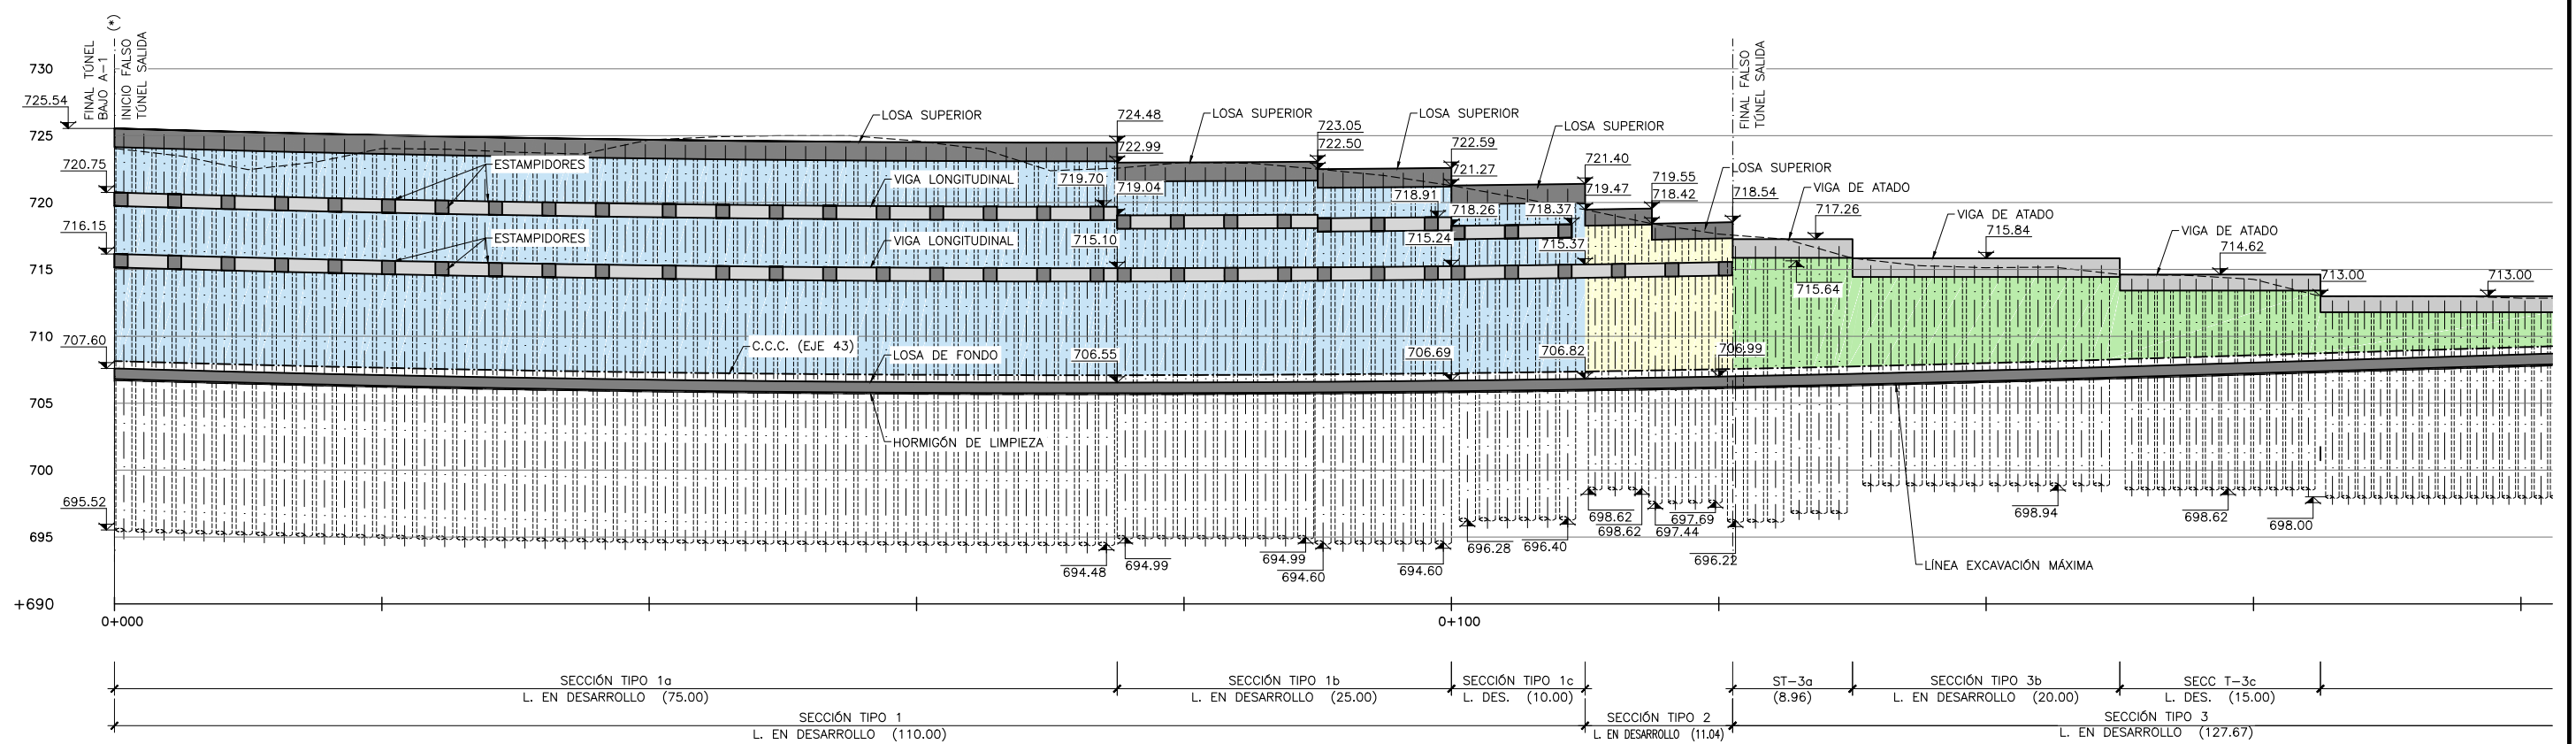 FINAL TÚNEL
BAJO A-1
INICIO FALSO
TÚNEL SALIDA
(*)
FINAL FALSO
TÚNEL SALIDA
730
725.54
725
LOSA SUPERIOR
724.48
LOSA SUPERIOR
723.05
LOSA SUPERIOR
722.59
LOSA SUPERIOR
722.99
722.50
721.27
721.40
720.75
ESTAMPIDORES
VIGA LONGITUDINAL
719.70
719.04
718.91
719.47
719.55
LOSA SUPERIOR
718.42
718.54
VIGA DE ATADO
720
718.26
718.37
717.26
VIGA DE ATADO
715.84
VIGA DE ATADO
714.62
716.15
ESTAMPIDORES
VIGA LONGITUDINAL
715.10
715.24
715.37
715
715.64
713.00
713.00
710
707.60
C.C.C. (EJE 43)
LOSA DE FONDO
706.55
706.69
706.82
706.99
705
HORMIGÓN DE LIMPIEZA
700
695.52
698.62
698.62
697.69
697.44
698.94
698.62
698.00
695
694.48
694.99
694.99
694.60
694.60
696.28
696.40
696.22
LÍNEA EXCAVACIÓN MÁXIMA
+690
0+000
0+100
SECCIÓN TIPO 1a
L. EN DESARROLLO (75.00)
SECCIÓN TIPO 1b
L. EN DESARROLLO (25.00)
SECCIÓN TIPO 1c
L. DES. (10.00)
ST-3a
(8.96)
SECCIÓN TIPO 3b
L. EN DESARROLLO (20.00)
SECC T-3c
L. DES. (15.00)
SECCIÓN TIPO 1
L. EN DESARROLLO (110.00)
SECCIÓN TIPO 2
L. EN DESARROLLO (11.04)
SECCIÓN TIPO 3
L. EN DESARROLLO (127.67)